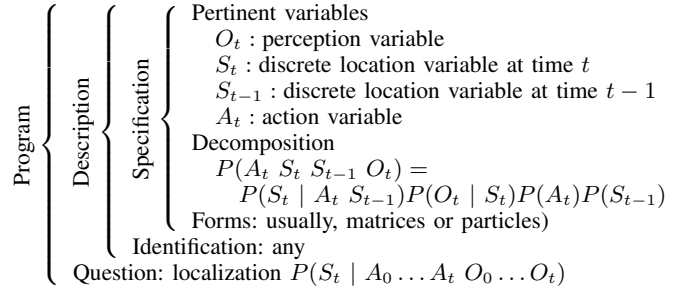 Program
Description
Specification
Pertinent variables
O_t : perception variable
S_t : discrete location variable at time t
S_{t−1} : discrete location variable at time t − 1
A_t : action variable
Decomposition
P(A_t S_t S_{t−1} O_t) =
P(S_t | A_t S_{t−1})P(O_t | S_t)P(A_t)P(S_{t−1})
Forms: usually, matrices or particles)
Identification: any
Question: localization P(S_t | A_0 … A_t O_0 … O_t)